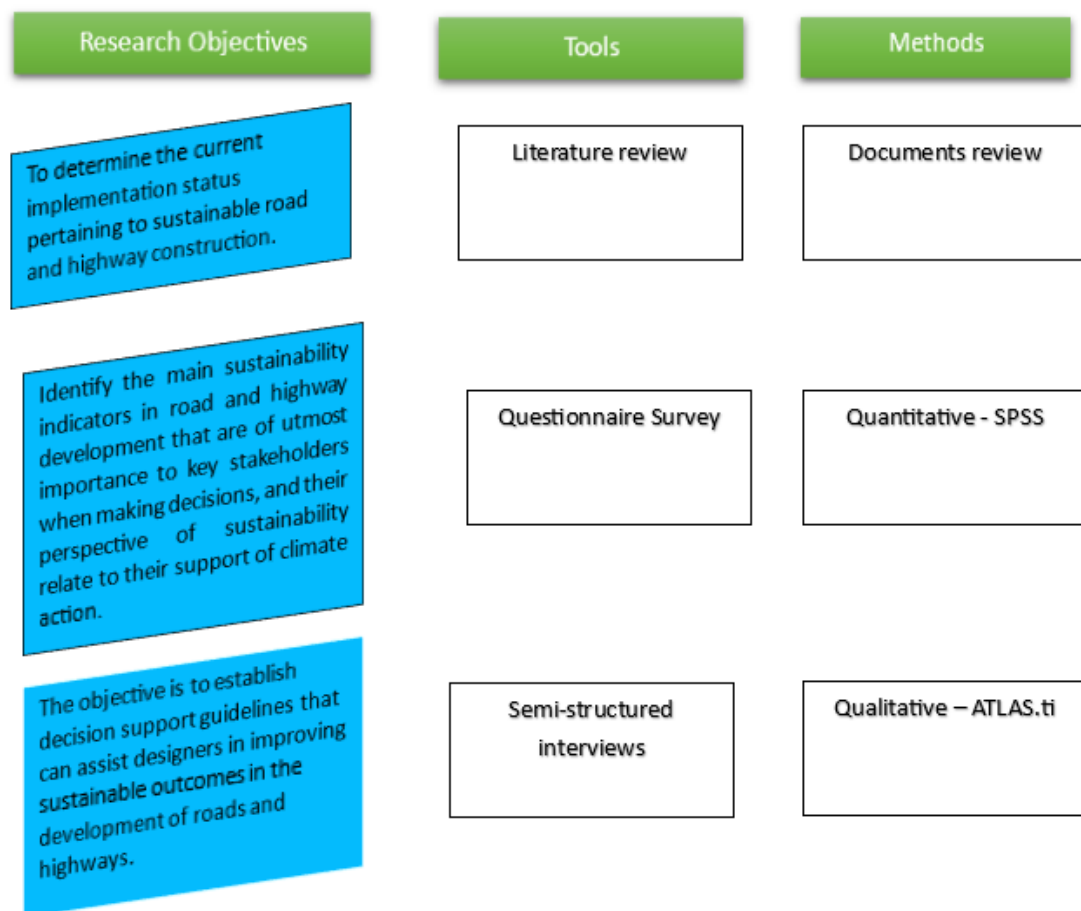 Research Objectives
Tools
Methods
To determine the current
implementation status
pertaining to sustainable road
and highway construction.
Literature review
Documents review
Identify the main sustainability
indicators in road and highway
development that are of utmost
importance to key stakeholders
when making decisions, and their
perspective of sustainability
relate to their support of climate
action.
Questionnaire Survey
Quantitative - SPSS
The objective is to establish
decision support guidelines that
can assist designers in improving
sustainable outcomes in the
development of roads and
highways.
Semi-structured
interviews
Qualitative – ATLAS.ti